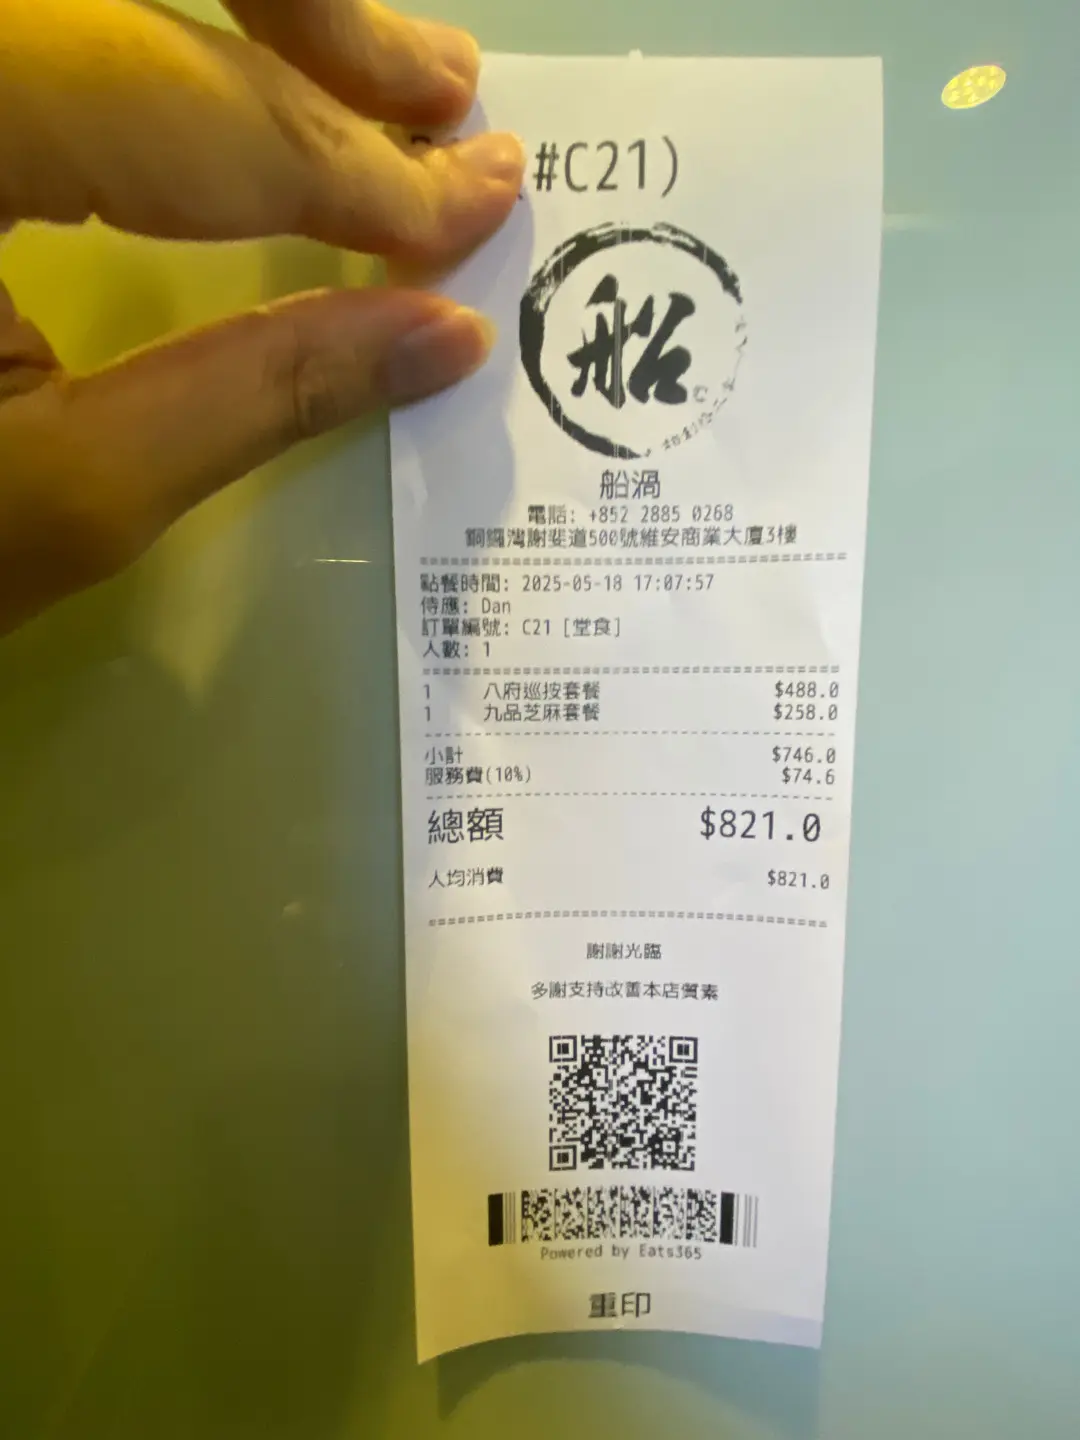 #C21)
船
船渦
電話: +852 2885 0268
銅鑼灣謝斐道500號維安商業大廈3樓
點餐時間: 2025-05-18 17:07:57
侍應: Dan
訂單編號: C21 [堂食]
人數: 1
1 八府巡按套餐 $488.0
1 九品芝麻套餐 $258.0
小計 $746.0
服務費(10%) $74.6
總額 $821.0
人均消費 $821.0
謝謝光臨
多謝支持改善本店質素
Powered by Eats365
重印